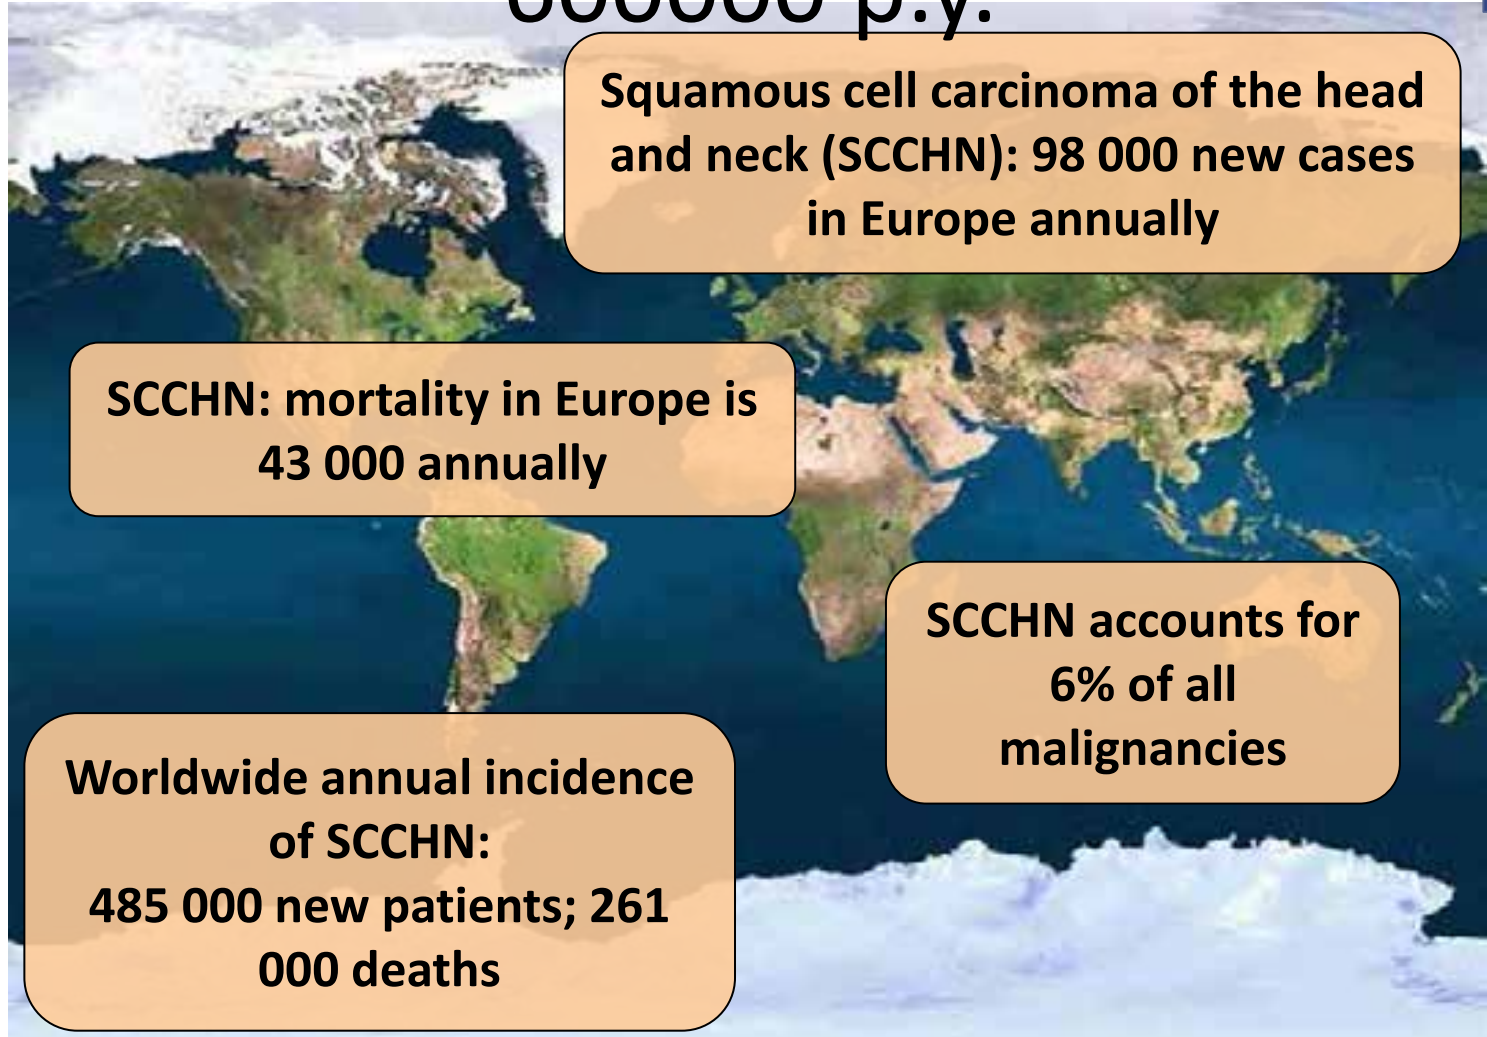 p.y.
Squamous cell carcinoma of the head
and neck (SCCHN): 98 000 new cases
in Europe annually
SCCHN: mortality in Europe is
43 000 annually
SCCHN accounts for
6% of all
malignancies
Worldwide annual incidence
of SCCHN:
485 000 new patients; 261
000 deaths